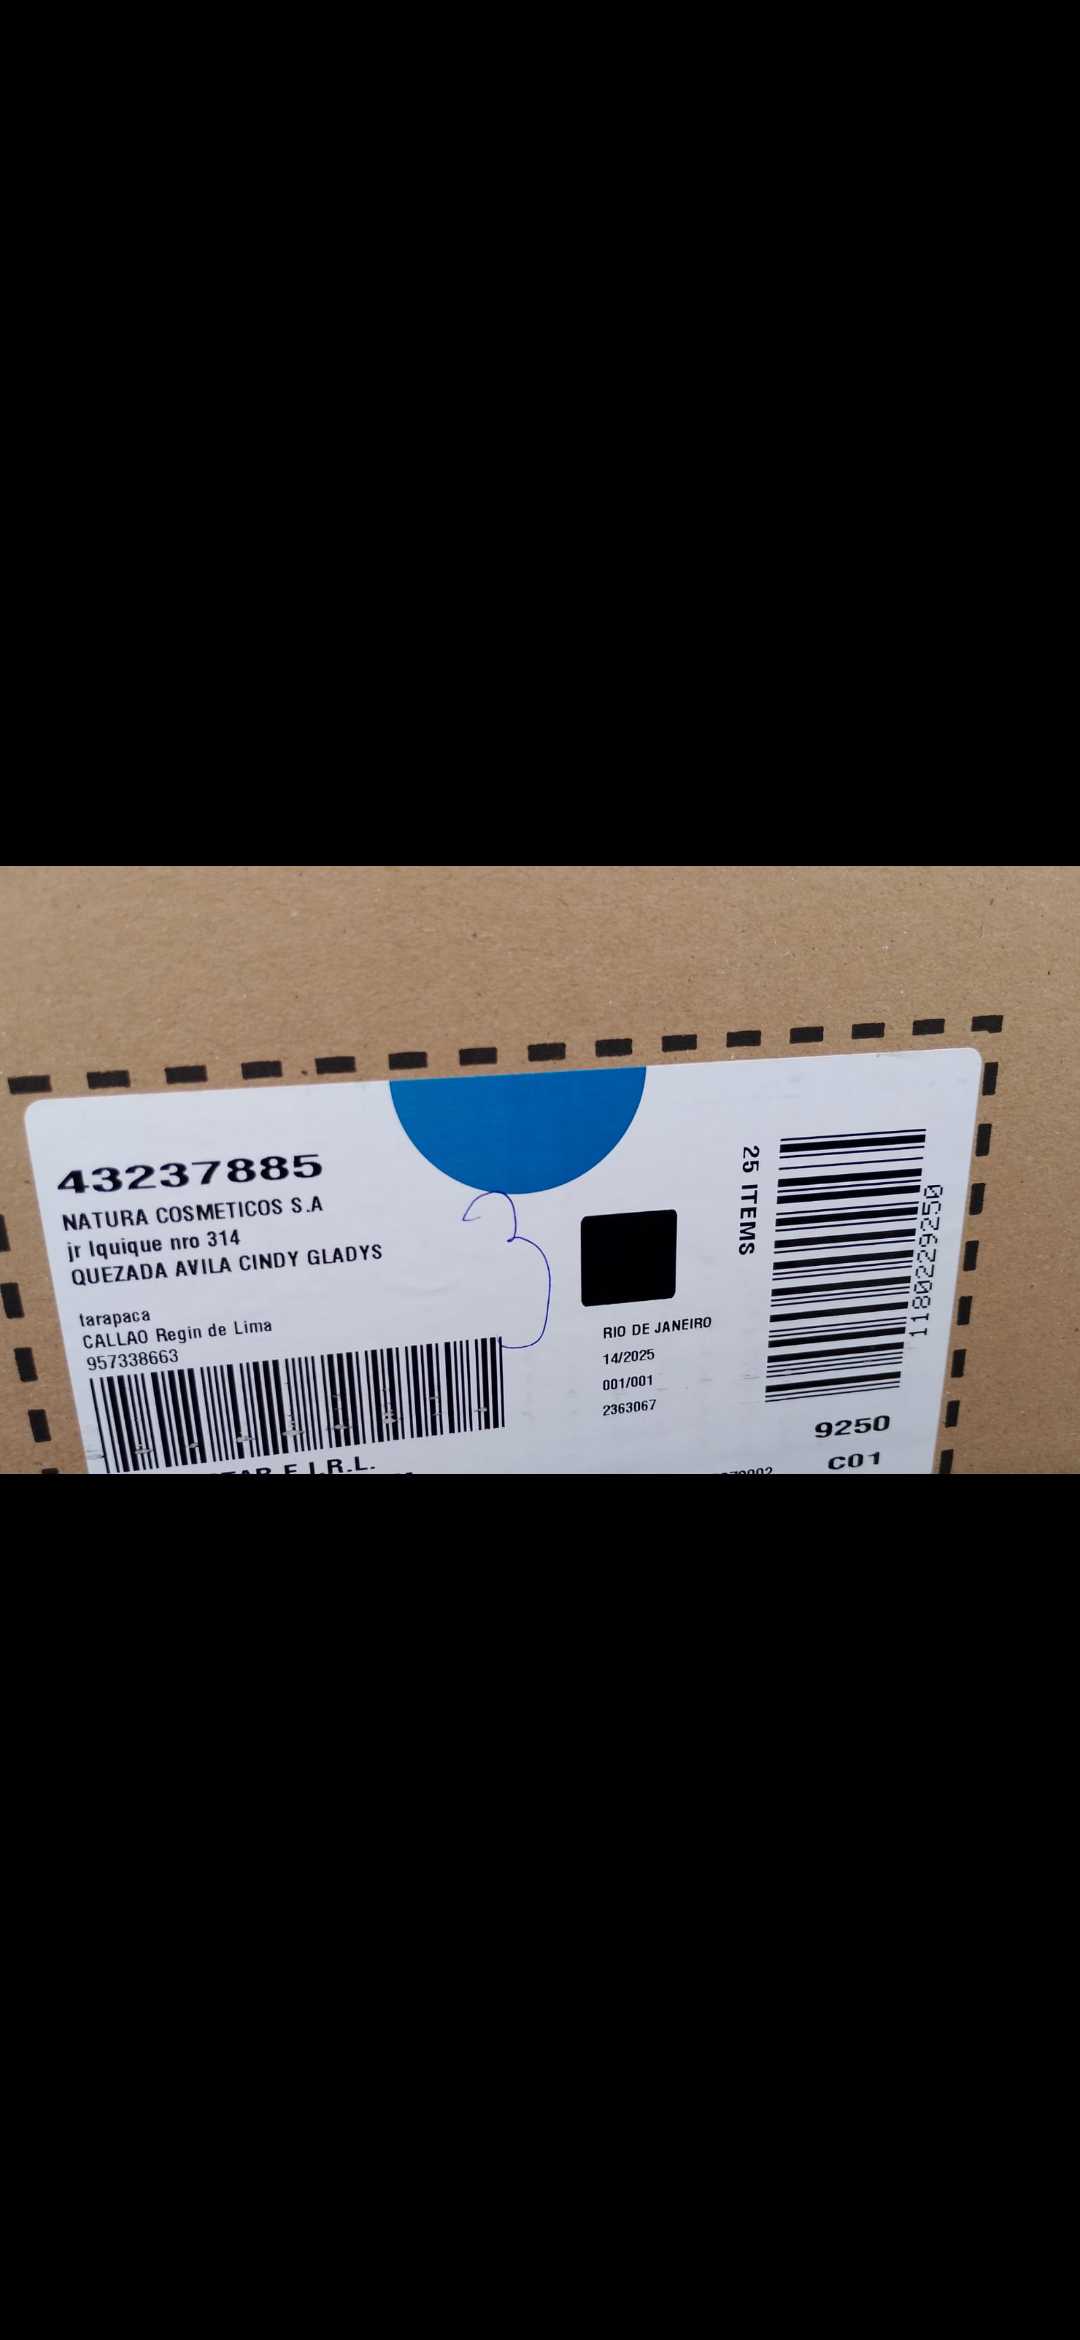 43237885
NATURA COSMETICOS S.A
jr Iquique nro 314
QUEZADA AVILA CINDY GLADYS
tarapaca
CALLAO Regin de Lima
957338663
E.I.R.L.
3
RIO DE JANEIRO
14/2025
001/001
2363067
25 ITEMS
1180229250
9250
C01